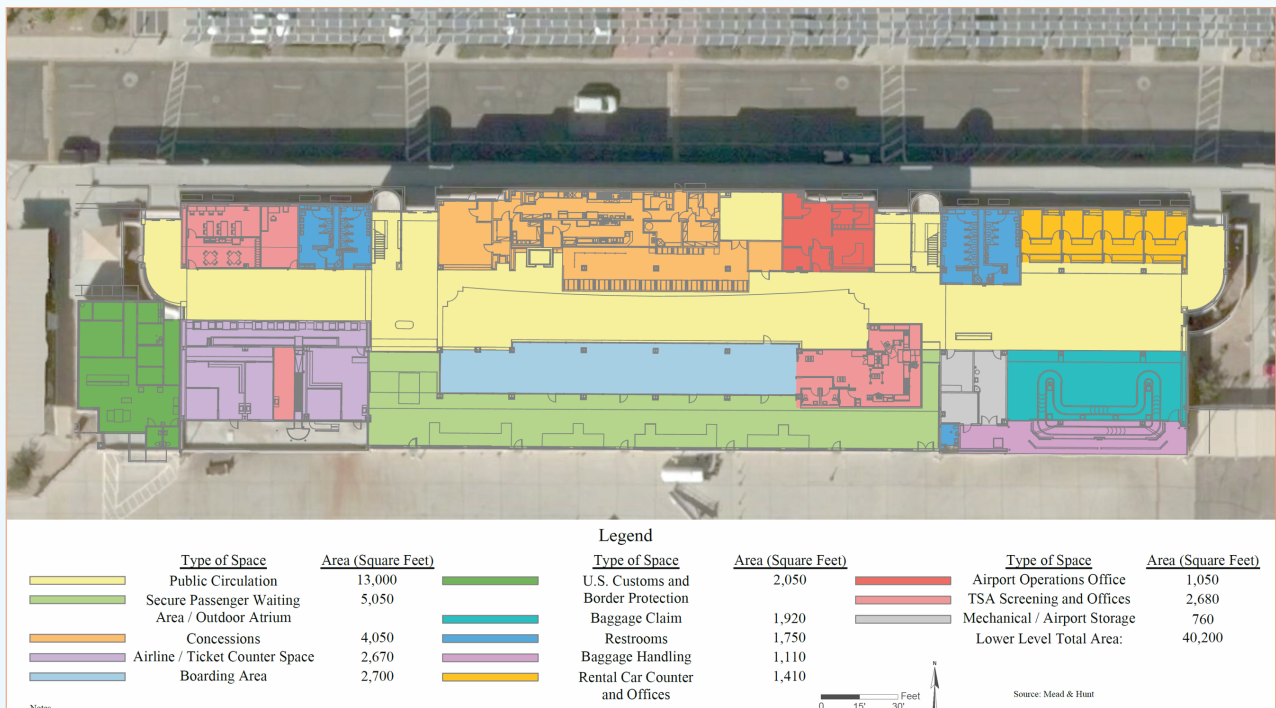 Legend
Type of Space Area (Square Feet)
Public Circulation 13,000
Secure Passenger Waiting 5,050
Area / Outdoor Atrium
Concessions 4,050
Airline / Ticket Counter Space 2,670
Boarding Area 2,700
Type of Space Area (Square Feet)
U.S. Customs and 2,050
Border Protection
Baggage Claim 1,920
Restrooms 1,750
Baggage Handling 1,110
Rental Car Counter 1,410
and Offices
Type of Space Area (Square Feet)
Airport Operations Office 1,050
TSA Screening and Offices 2,680
Mechanical / Airport Storage 760
Lower Level Total Area: 40,200
N
Feet
0 15' 30'
Source: Mead & Hunt